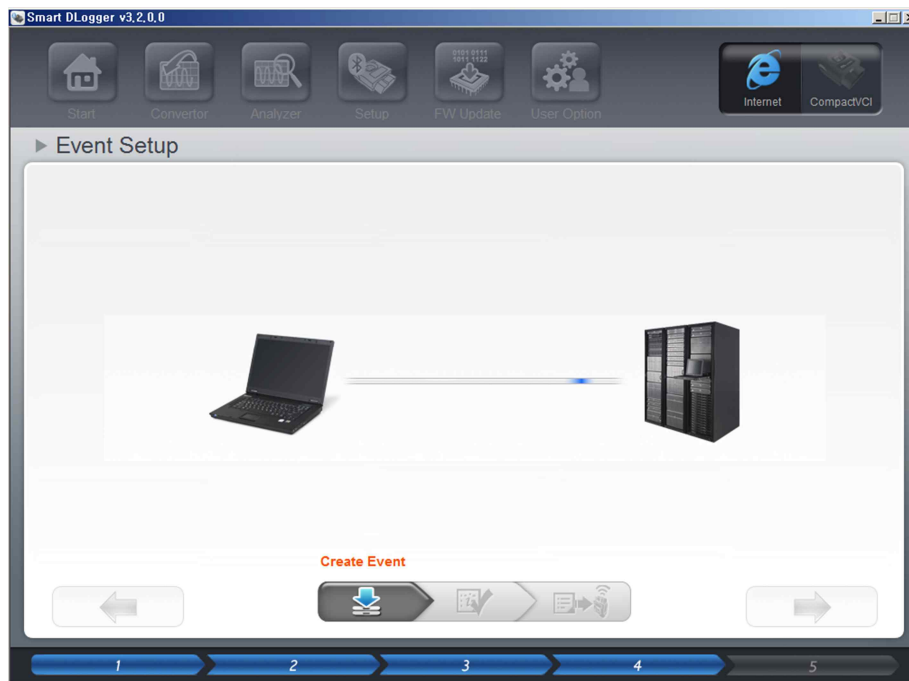 Smart DLogger v3,2,0,0
Start
Convertor
Analyzer
Setup
0101 0111
1011 1122
FW Update
User Option
Internet
CompactVCI
Event Setup
Create Event
1 2 3 4 5